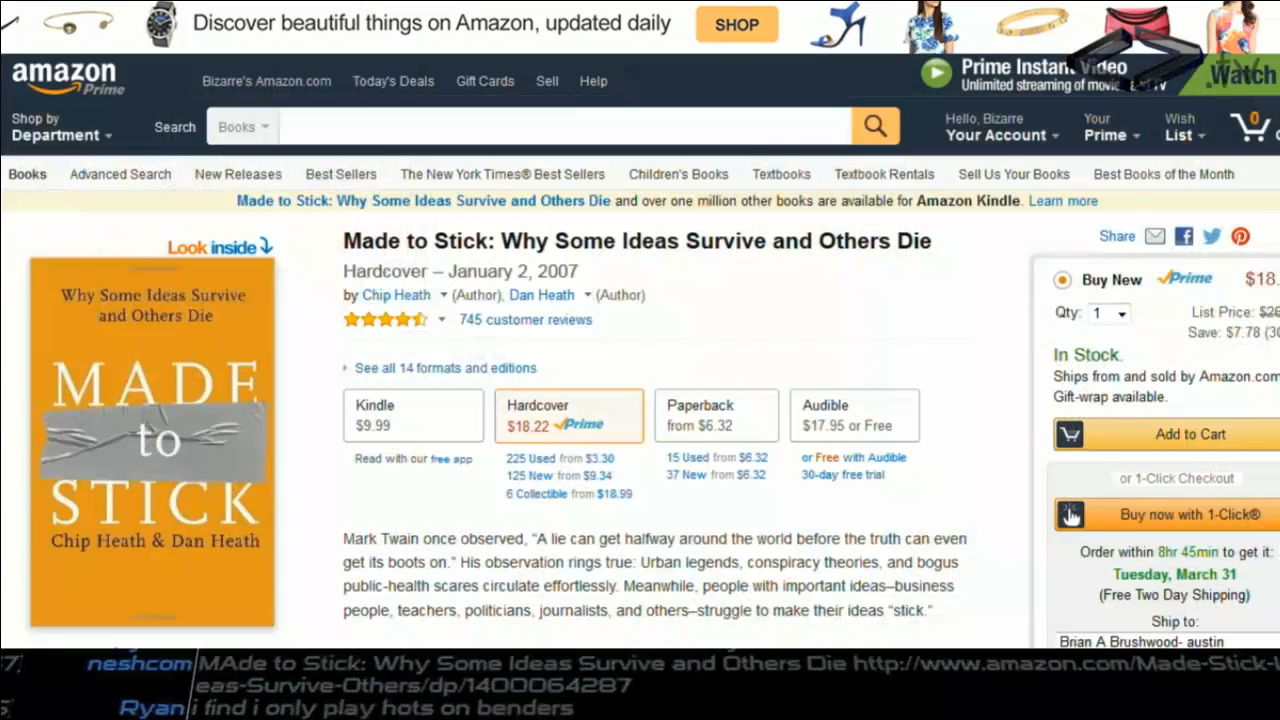 Discover beautiful things on Amazon, updated daily SHOP
amazon Prime
Bizarre's Amazon.com Today's Deals Gift Cards Sell Help
Prime Instant Video
Unlimited streaming of movies and TV
Watch
.tv
Shop by
Department
Search Books
Hello, Bizarre
Your Account
Your
Prime
Wish
List
0
Books Advanced Search New Releases Best Sellers The New York Times® Best Sellers Children's Books Textbooks Textbook Rentals Sell Us Your Books Best Books of the Month
Made to Stick: Why Some Ideas Survive and Others Die and over one million other books are available for Amazon Kindle. Learn more
Look inside
Why Some Ideas Survive
and Others Die
MADE
to
STICK
Chip Heath & Dan Heath
Made to Stick: Why Some Ideas Survive and Others Die
Hardcover – January 2, 2007
by Chip Heath (Author), Dan Heath (Author)
745 customer reviews
See all 14 formats and editions
Kindle
$9.99
Read with our free app
Hardcover
$18.22 Prime
225 Used from $3.30
125 New from $9.34
6 Collectible from $18.99
Paperback
from $6.32
15 Used from $6.32
37 New from $6.32
Audible
$17.95 or Free
or Free with Audible
30-day free trial
Mark Twain once observed, “A lie can get halfway around the world before the truth can even
get its boots on.” His observation rings true: Urban legends, conspiracy theories, and bogus
public-health scares circulate effortlessly. Meanwhile, people with important ideas–business
people, teachers, politicians, journalists, and others–struggle to make their ideas “stick.”
Share
Buy New Prime $18.
Qty: 1 List Price:
Save: $7.78 (30
In Stock.
Ships from and sold by Amazon.com
Gift-wrap available.
Add to Cart
or 1-Click Checkout
Buy now with 1-Click®
Order within 8hr 45min to get it:
Tuesday, March 31
(Free Two Day Shipping)
Ship to:
Brian A Brushwood- austin
neshcom MAde to Stick: Why Some Ideas Survive and Others Die http://www.amazon.com/Made-Stick-
eas-Survive-Others/dp/1400064287
Ryan i find i only play hots on benders